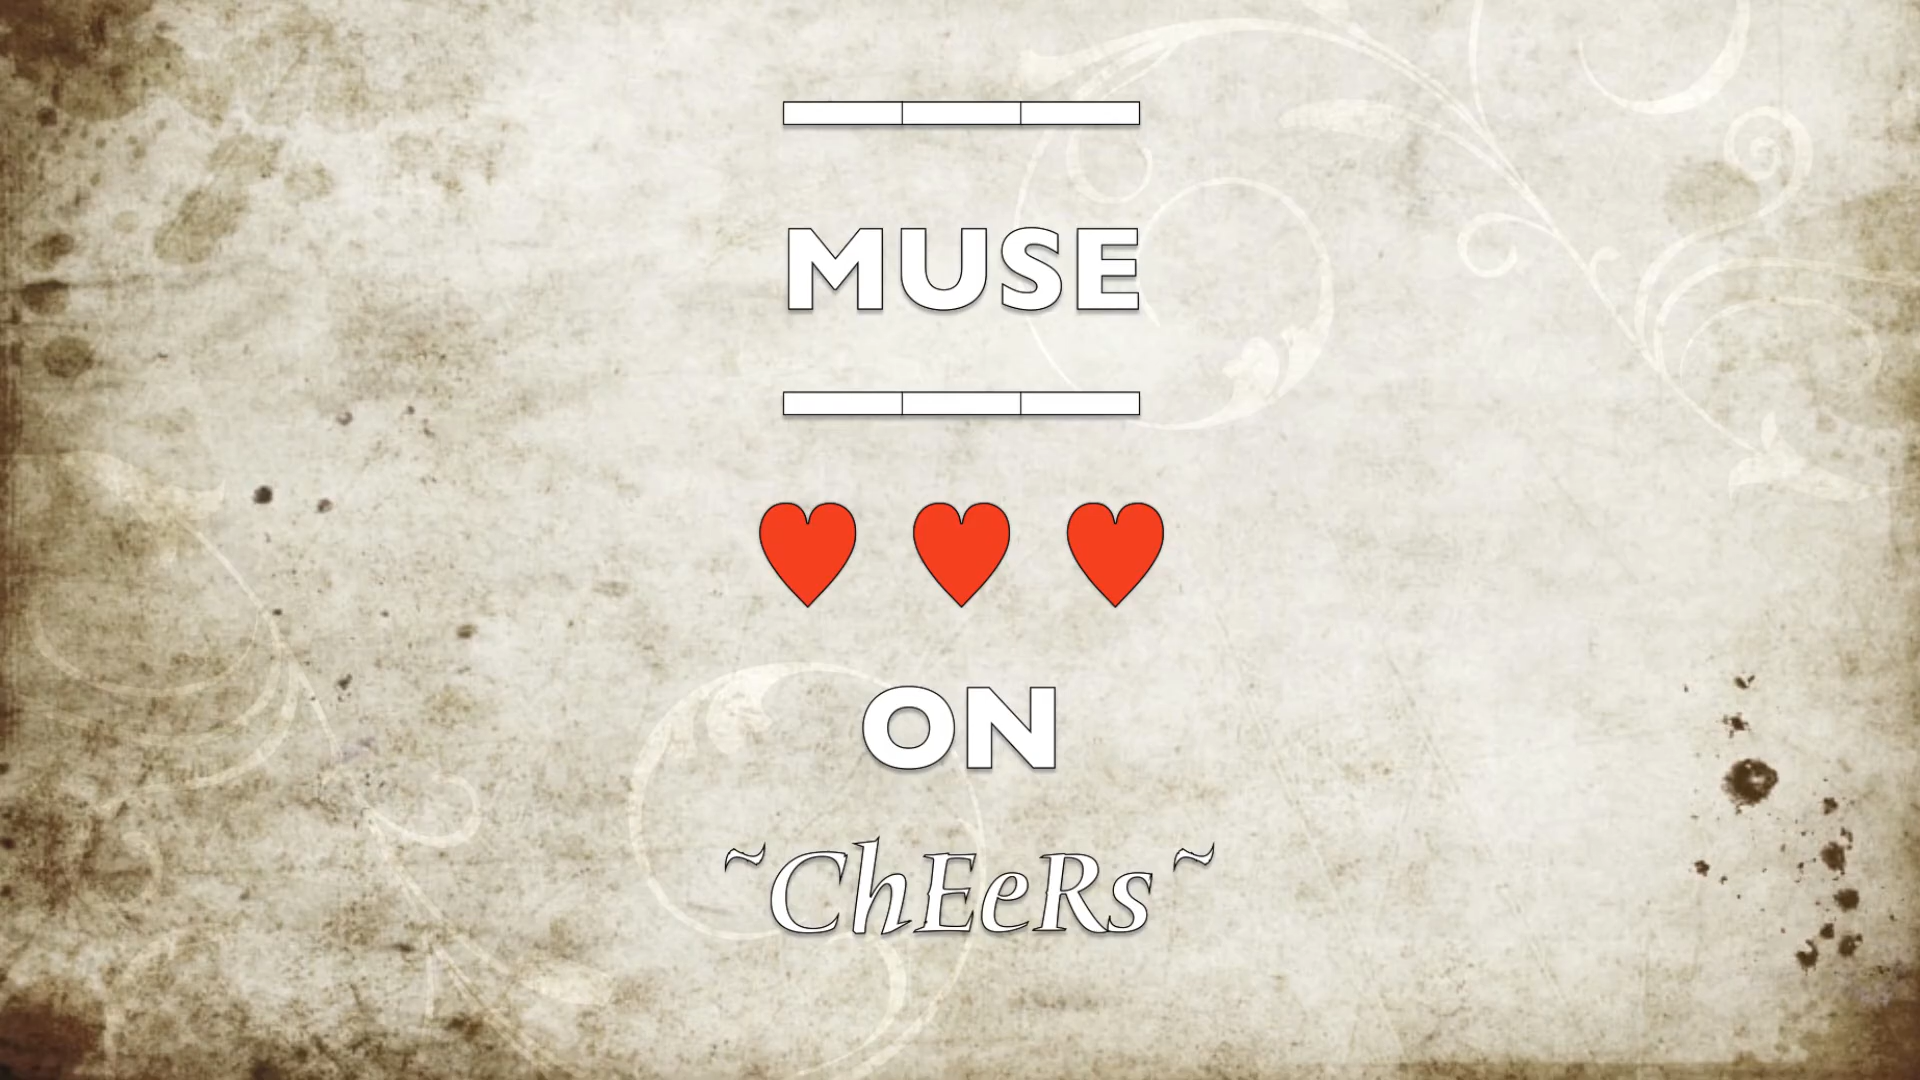 MUSE
♥ ♥ ♥
ON
~ChEeRs~